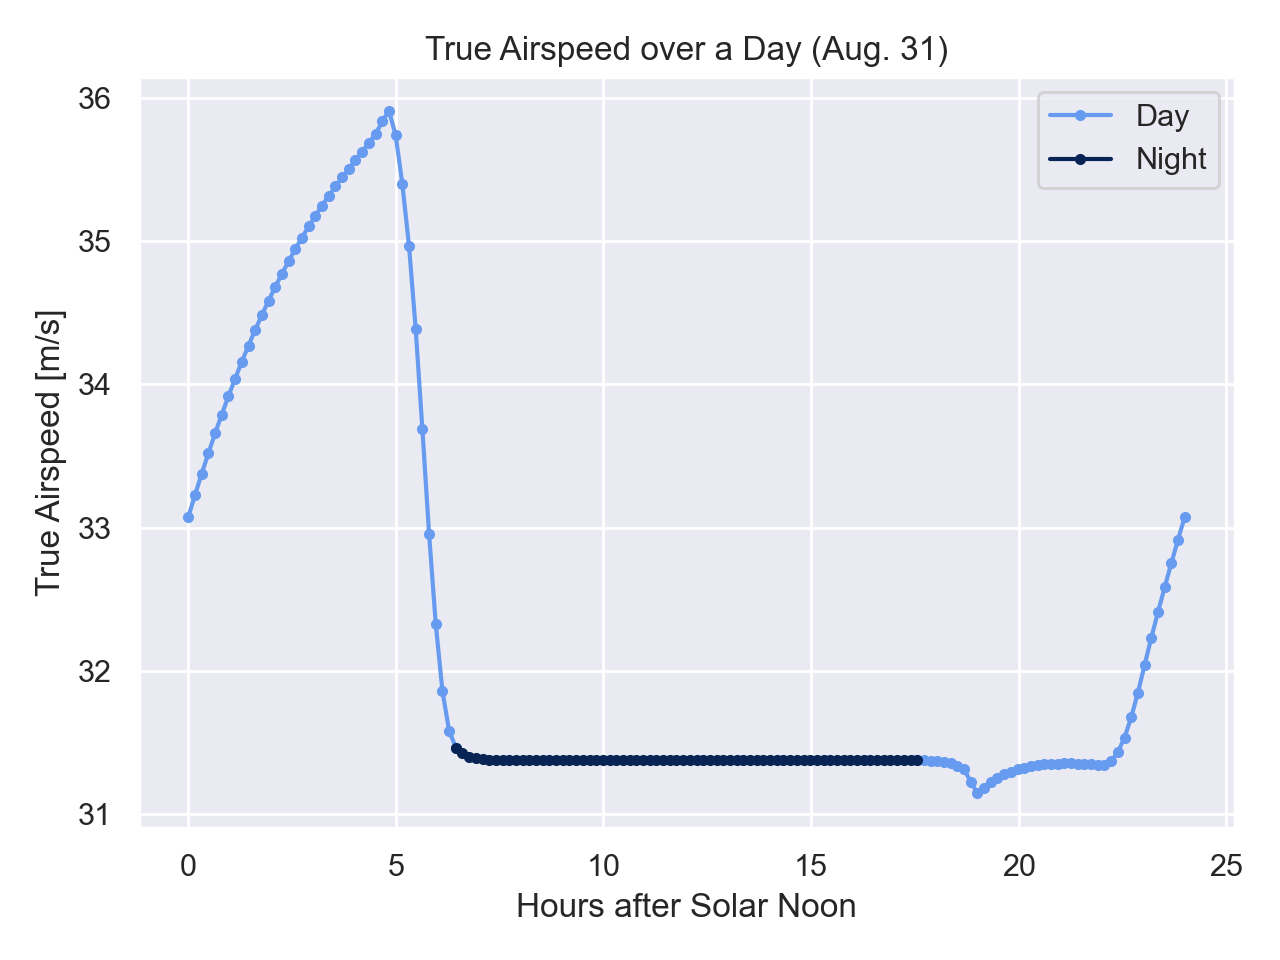 True Airspeed over a Day (Aug. 31)
Day
Night
36
35
34
33
32
31
True Airspeed [m/s]
0 5 10 15 20 25
Hours after Solar Noon